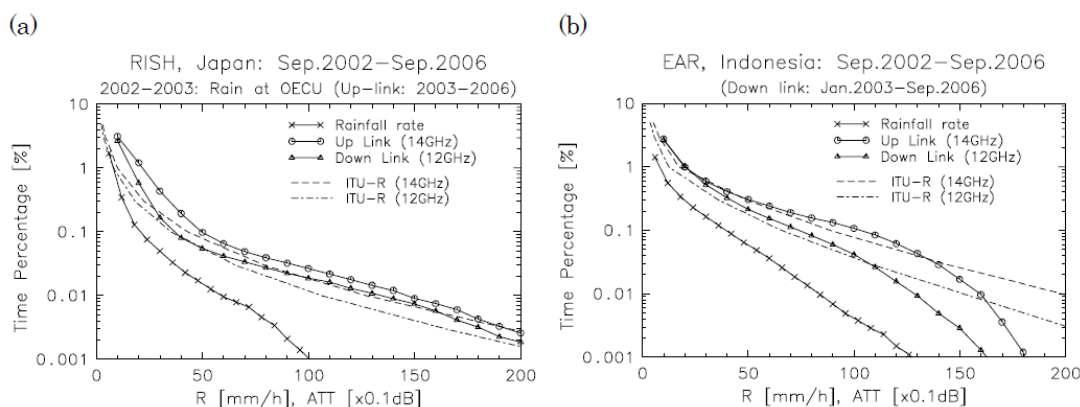 (a)
RISH, Japan: Sep.2002−Sep.2006
2002−2003: Rain at OECU (Up−link: 2003−2006)
10
1
0.1
0.01
0.001
Time Percentage [%]
Rainfall rate
Up Link (14GHz)
Down Link (12GHz)
ITU−R (14GHz)
ITU−R (12GHz)
0 50 100 150 200
R [mm/h], ATT [x0.1dB]
(b)
EAR, Indonesia: Sep.2002−Sep.2006
(Down link: Jan.2003−Sep.2006)
10
1
0.1
0.01
0.001
Time Percentage [%]
Rainfall rate
Up Link (14GHz)
Down Link (12GHz)
ITU−R (14GHz)
ITU−R (12GHz)
0 50 100 150 200
R [mm/h], ATT [x0.1dB]